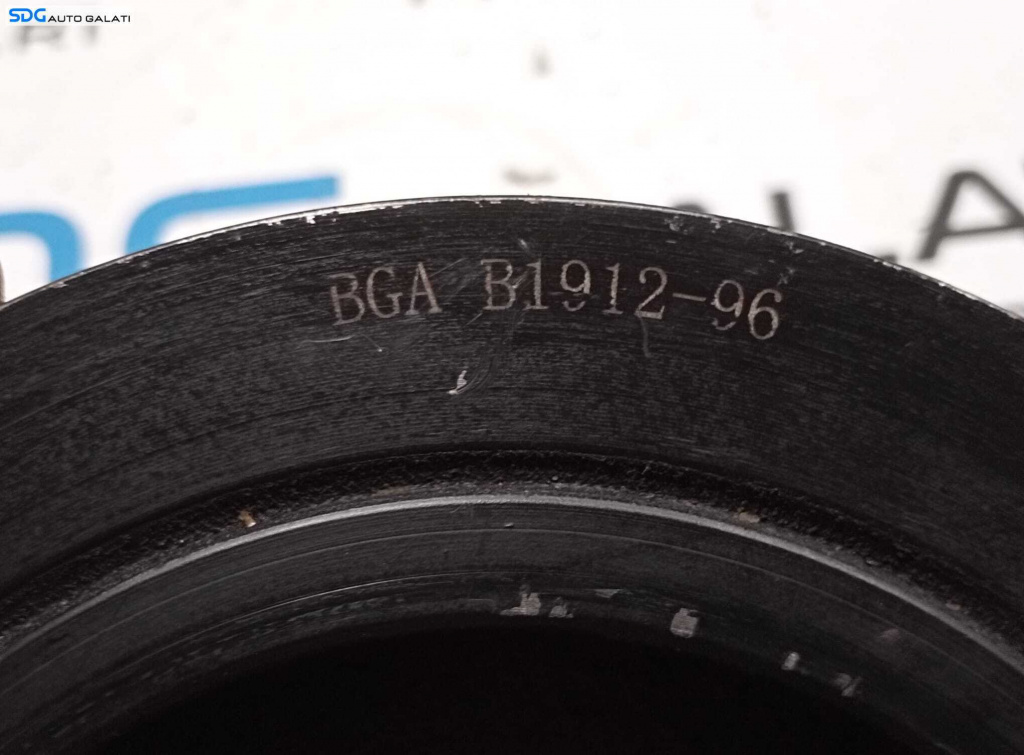 SDG AUTO GALATI
BGA B1912-96